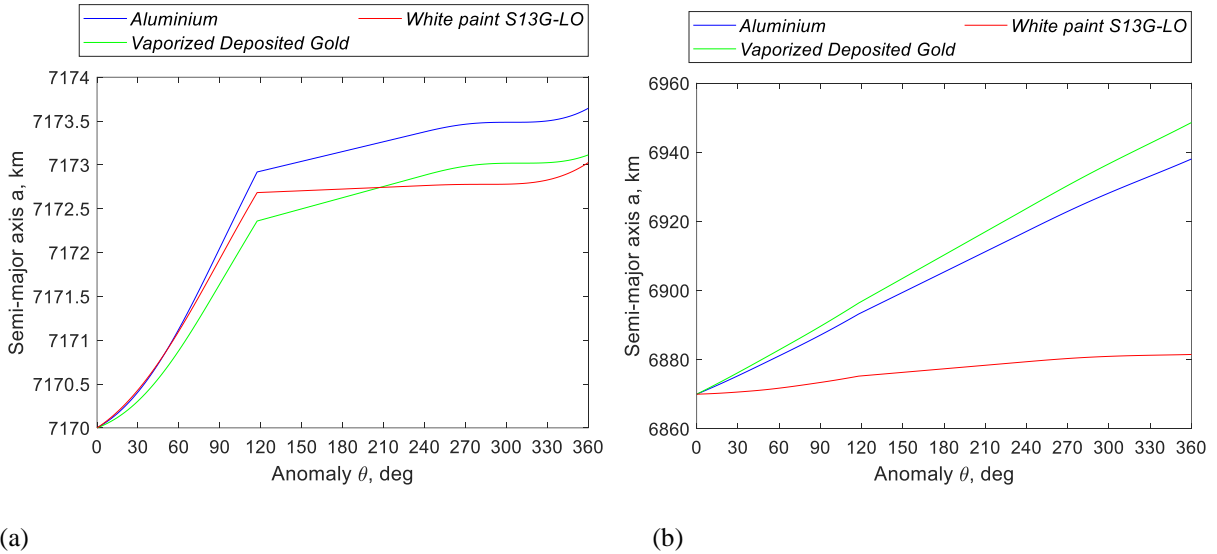 Aluminium
White paint S13G-LO
Vaporized Deposited Gold
7174
7173.5
7173
7172.5
7172
7171.5
7171
7170.5
7170
Semi-major axis a, km
0 30 60 90 120 150 180 210 240 270 300 330 360
Anomaly θ, deg
(a)
Aluminium
White paint S13G-LO
Vaporized Deposited Gold
6960
6940
6920
6900
6880
6860
Semi-major axis a, km
0 30 60 90 120 150 180 210 240 270 300 330 360
Anomaly θ, deg
(b)